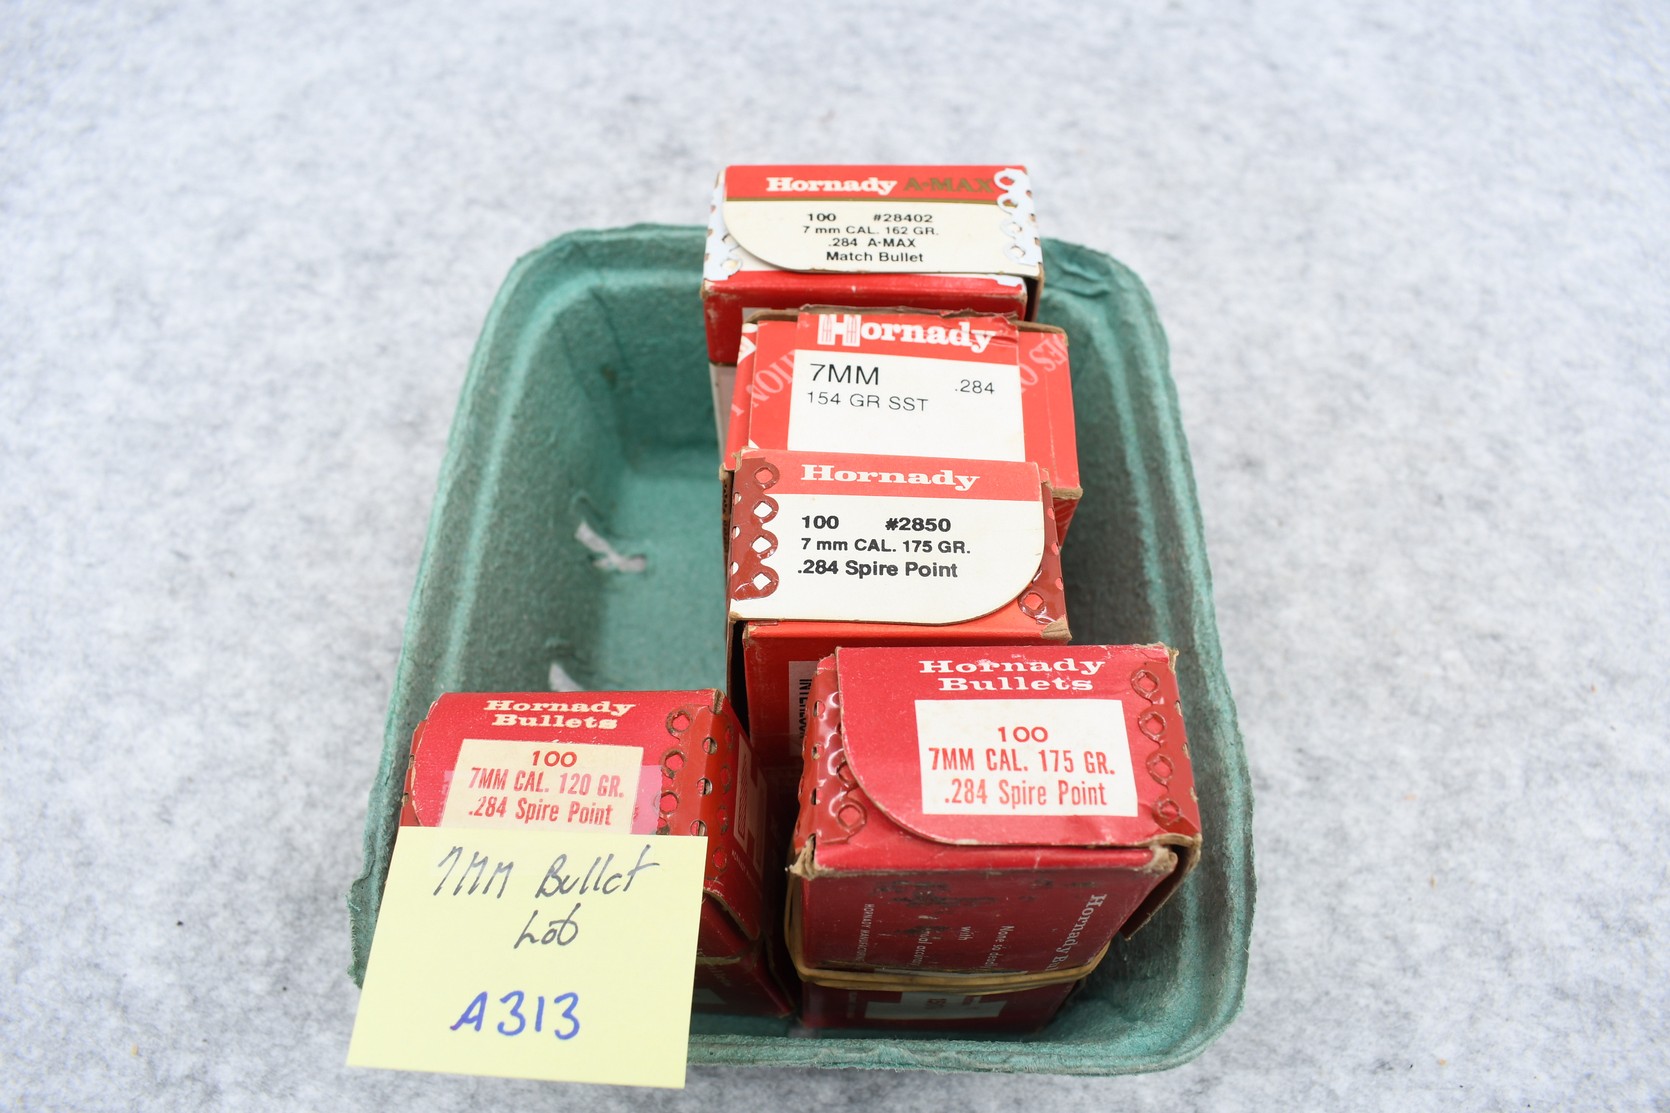 Hornady A-MAX
100 #28402
7 mm CAL. 162 GR.
.284 A-MAX
Match Bullet
Hornady
7MM .284
154 GR SST
Hornady
100 #2850
7 mm CAL. 175 GR.
.284 Spire Point
Hornady
Bullets
100
7MM CAL. 175 GR.
.284 Spire Point
Hornady
Bullets
100
7MM CAL. 120 GR.
.284 Spire Point
7MM Bullet
Lot
A313